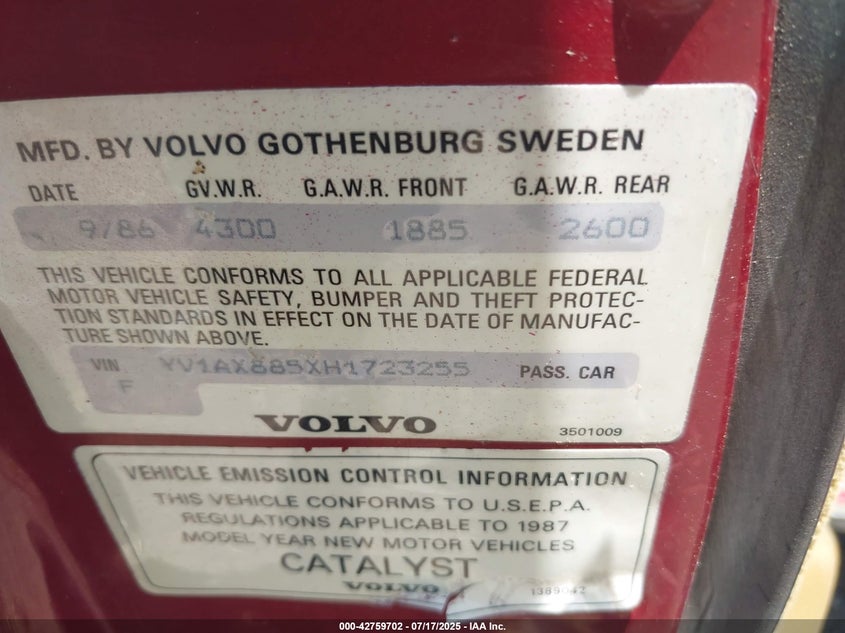 MFD. BY VOLVO GOTHENBURG SWEDEN
DATE G.V.W.R. G.A.W.R. FRONT G.A.W.R. REAR
9/86 4300 1885 2600
THIS VEHICLE CONFORMS TO ALL APPLICABLE FEDERAL
MOTOR VEHICLE SAFETY, BUMPER AND THEFT PROTEC-
TION STANDARDS IN EFFECT ON THE DATE OF MANUFAC-
TURE SHOWN ABOVE.
VIN YV1AX885XH1723255 PASS. CAR
F
VOLVO 3501009
VEHICLE EMISSION CONTROL INFORMATION
THIS VEHICLE CONFORMS TO U.S.E.P.A.
REGULATIONS APPLICABLE TO 1987
MODEL YEAR NEW MOTOR VEHICLES
CATALYST
VOLVO 1389042
000-42759702 - 07/17/2025 - IAA Inc.